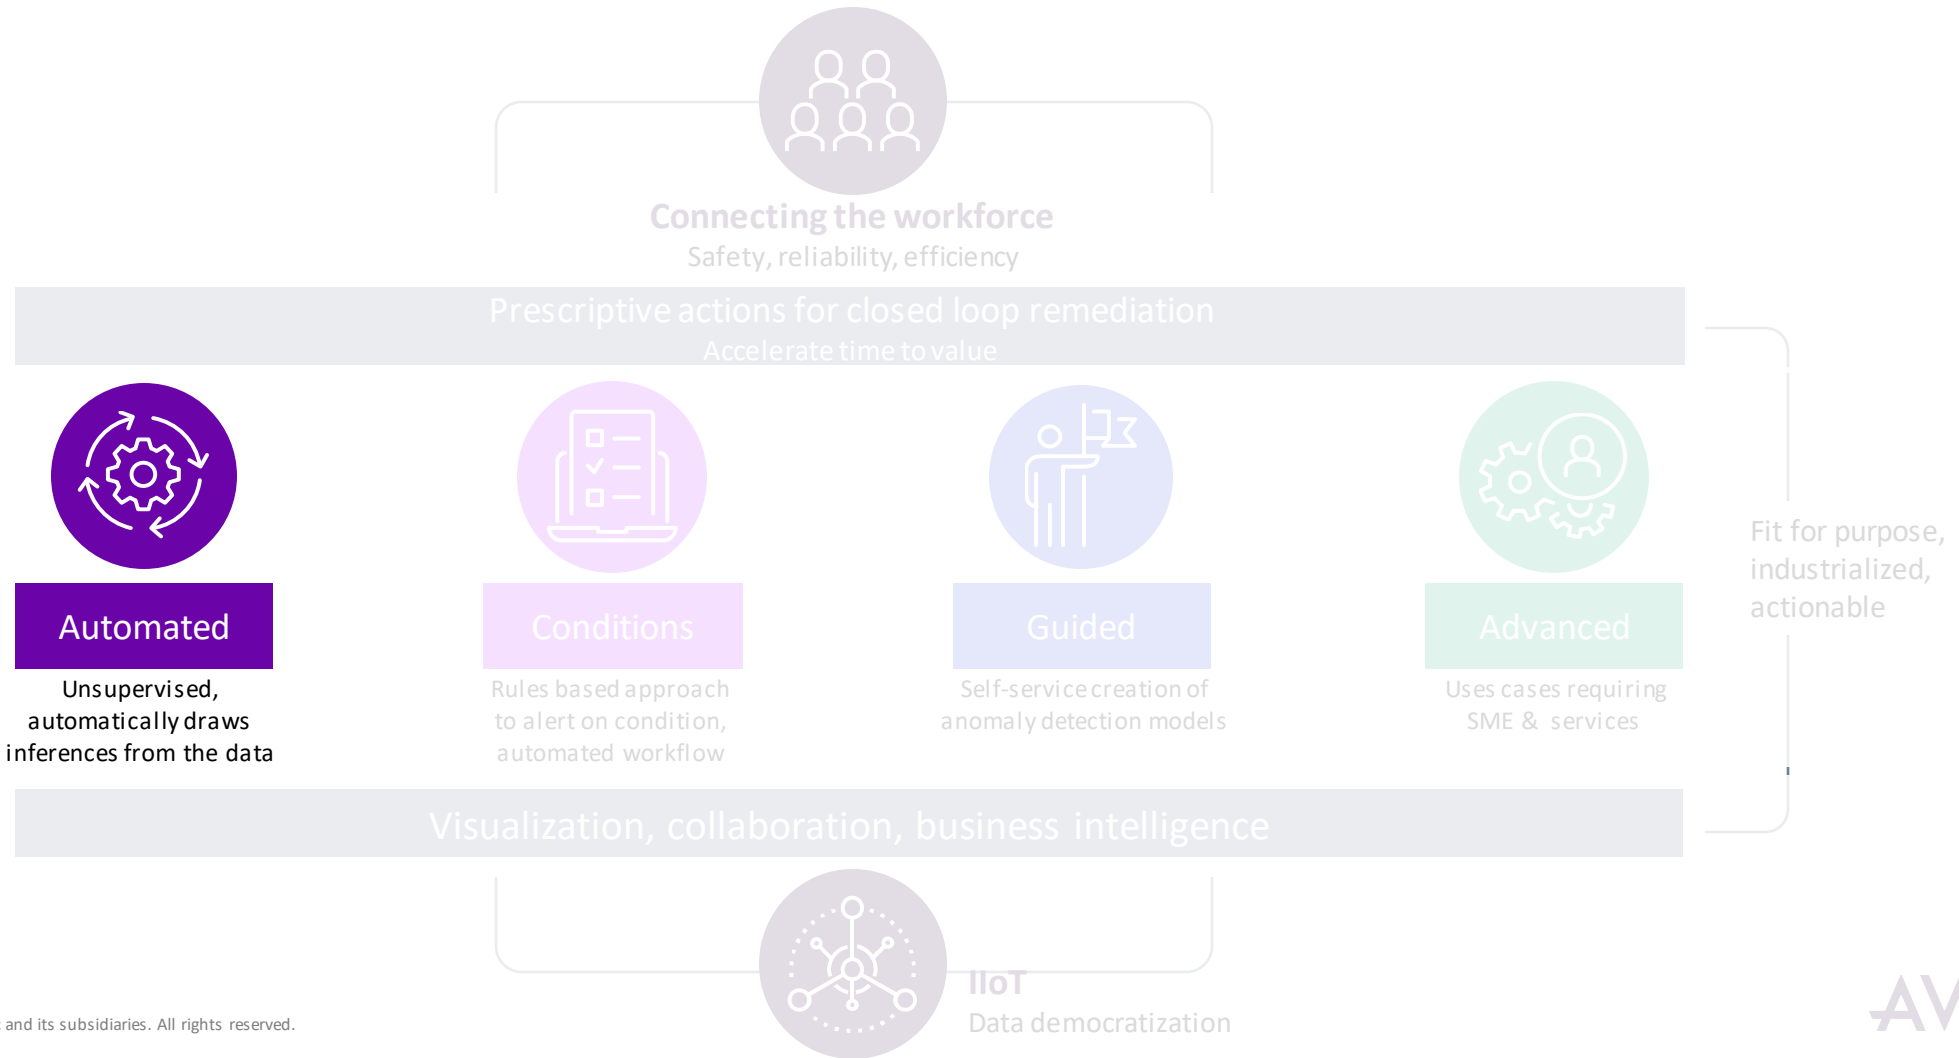 Connecting the workforce
Safety, reliability, efficiency
Prescriptive actions for closed loop remediation
Accelerate time to value
Automated
Unsupervised,
automatically draws
inferences from the data
Conditions
Rules based approach
to alert on condition,
automated workflow
Guided
Self-service creation of
anomaly detection models
Advanced
Uses cases requiring
SME & services
Fit for purpose,
industrialized,
actionable
Visualization, collaboration, business intelligence
IIoT
Data democratization
and its subsidiaries. All rights reserved.
AV